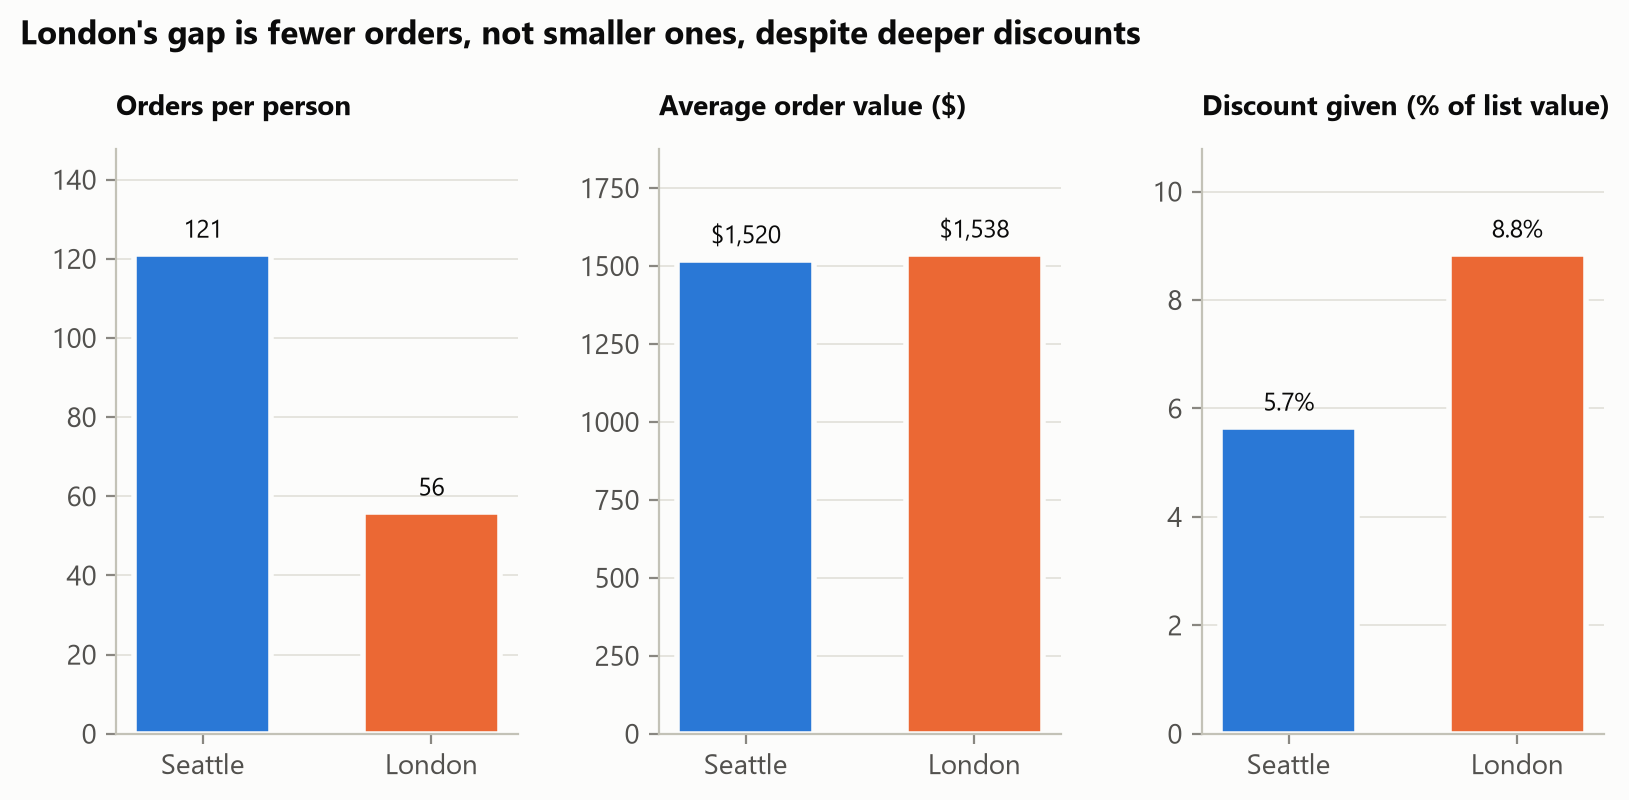 London's gap is fewer orders, not smaller ones, despite deeper discounts
Orders per person
140
120
100
80
60
40
20
0
121
56
Seattle
London
Average order value ($)
1750
1500
1250
1000
750
500
250
0
$1,520
$1,538
Seattle
London
Discount given (% of list value)
10
8
6
4
2
0
5.7%
8.8%
Seattle
London